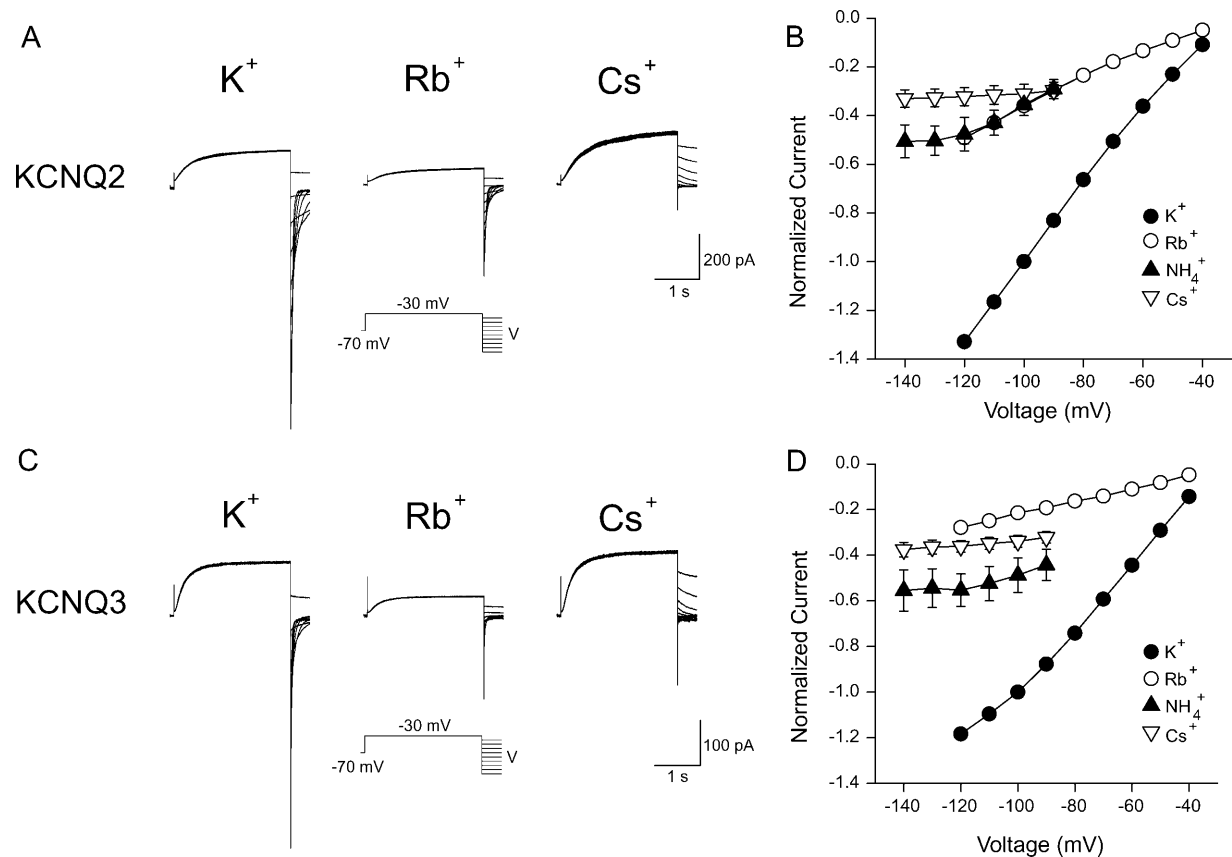 A
K+
Rb+
Cs+
KCNQ2
200 pA
1 s
-30 mV
-70 mV
V
B
0.0
-0.2
-0.4
-0.6
-0.8
-1.0
-1.2
-1.4
Normalized Current
K+
Rb+
NH4+
Cs+
-140
-120
-100
-80
-60
-40
Voltage (mV)
C
K+
Rb+
Cs+
KCNQ3
-30 mV
-70 mV
V
100 pA
1 s
D
0.0
-0.2
-0.4
-0.6
-0.8
-1.0
-1.2
-1.4
Normalized Current
K+
Rb+
NH4+
Cs+
-140
-120
-100
-80
-60
-40
Voltage (mV)